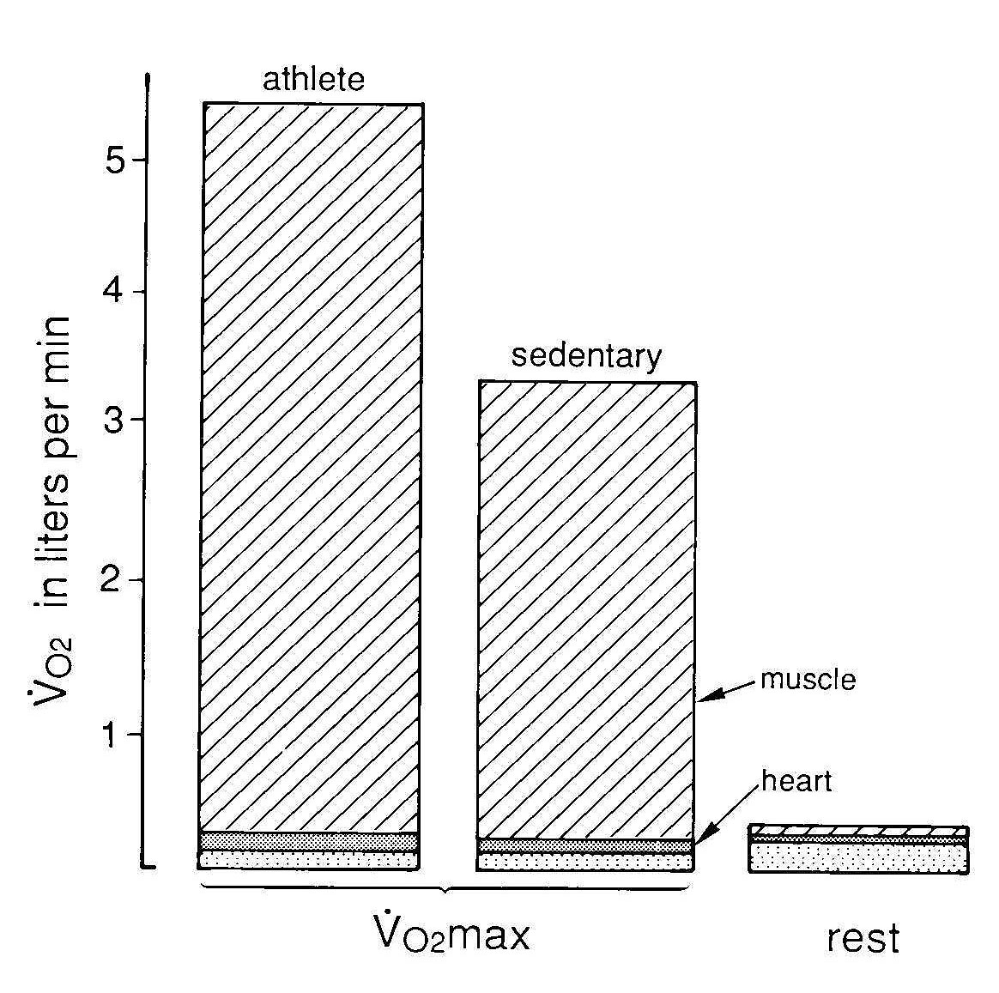 athlete
5
4
sedentary
3
2
1
V̇O2 in liters per min
muscle
heart
V̇O2max
rest